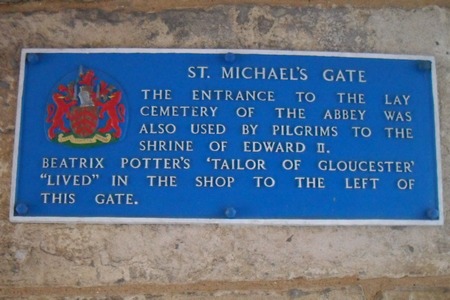 ST. MICHAEL'S GATE
THE ENTRANCE TO THE LAY
CEMETERY OF THE ABBEY WAS
ALSO USED BY PILGRIMS TO THE
SHRINE OF EDWARD II.
BEATRIX POTTER'S 'TAILOR OF GLOUCESTER'
"LIVED" IN THE SHOP TO THE LEFT OF
THIS GATE.